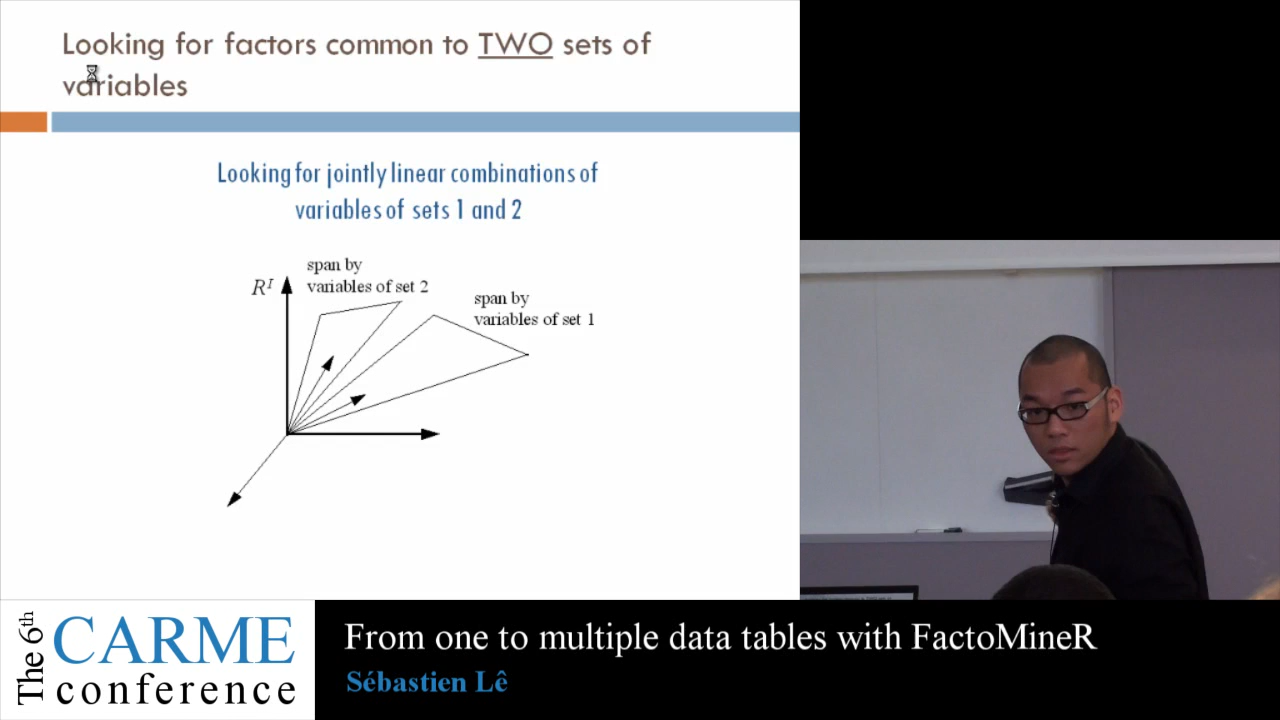 Looking for factors common to TWO sets of
variables
Looking for jointly linear combinations of
variables of sets 1 and 2
span by
variables of set 2
R^I
span by
variables of set 1
The 6th
CARME
conference
From one to multiple data tables with FactoMineR
Sébastien Lê